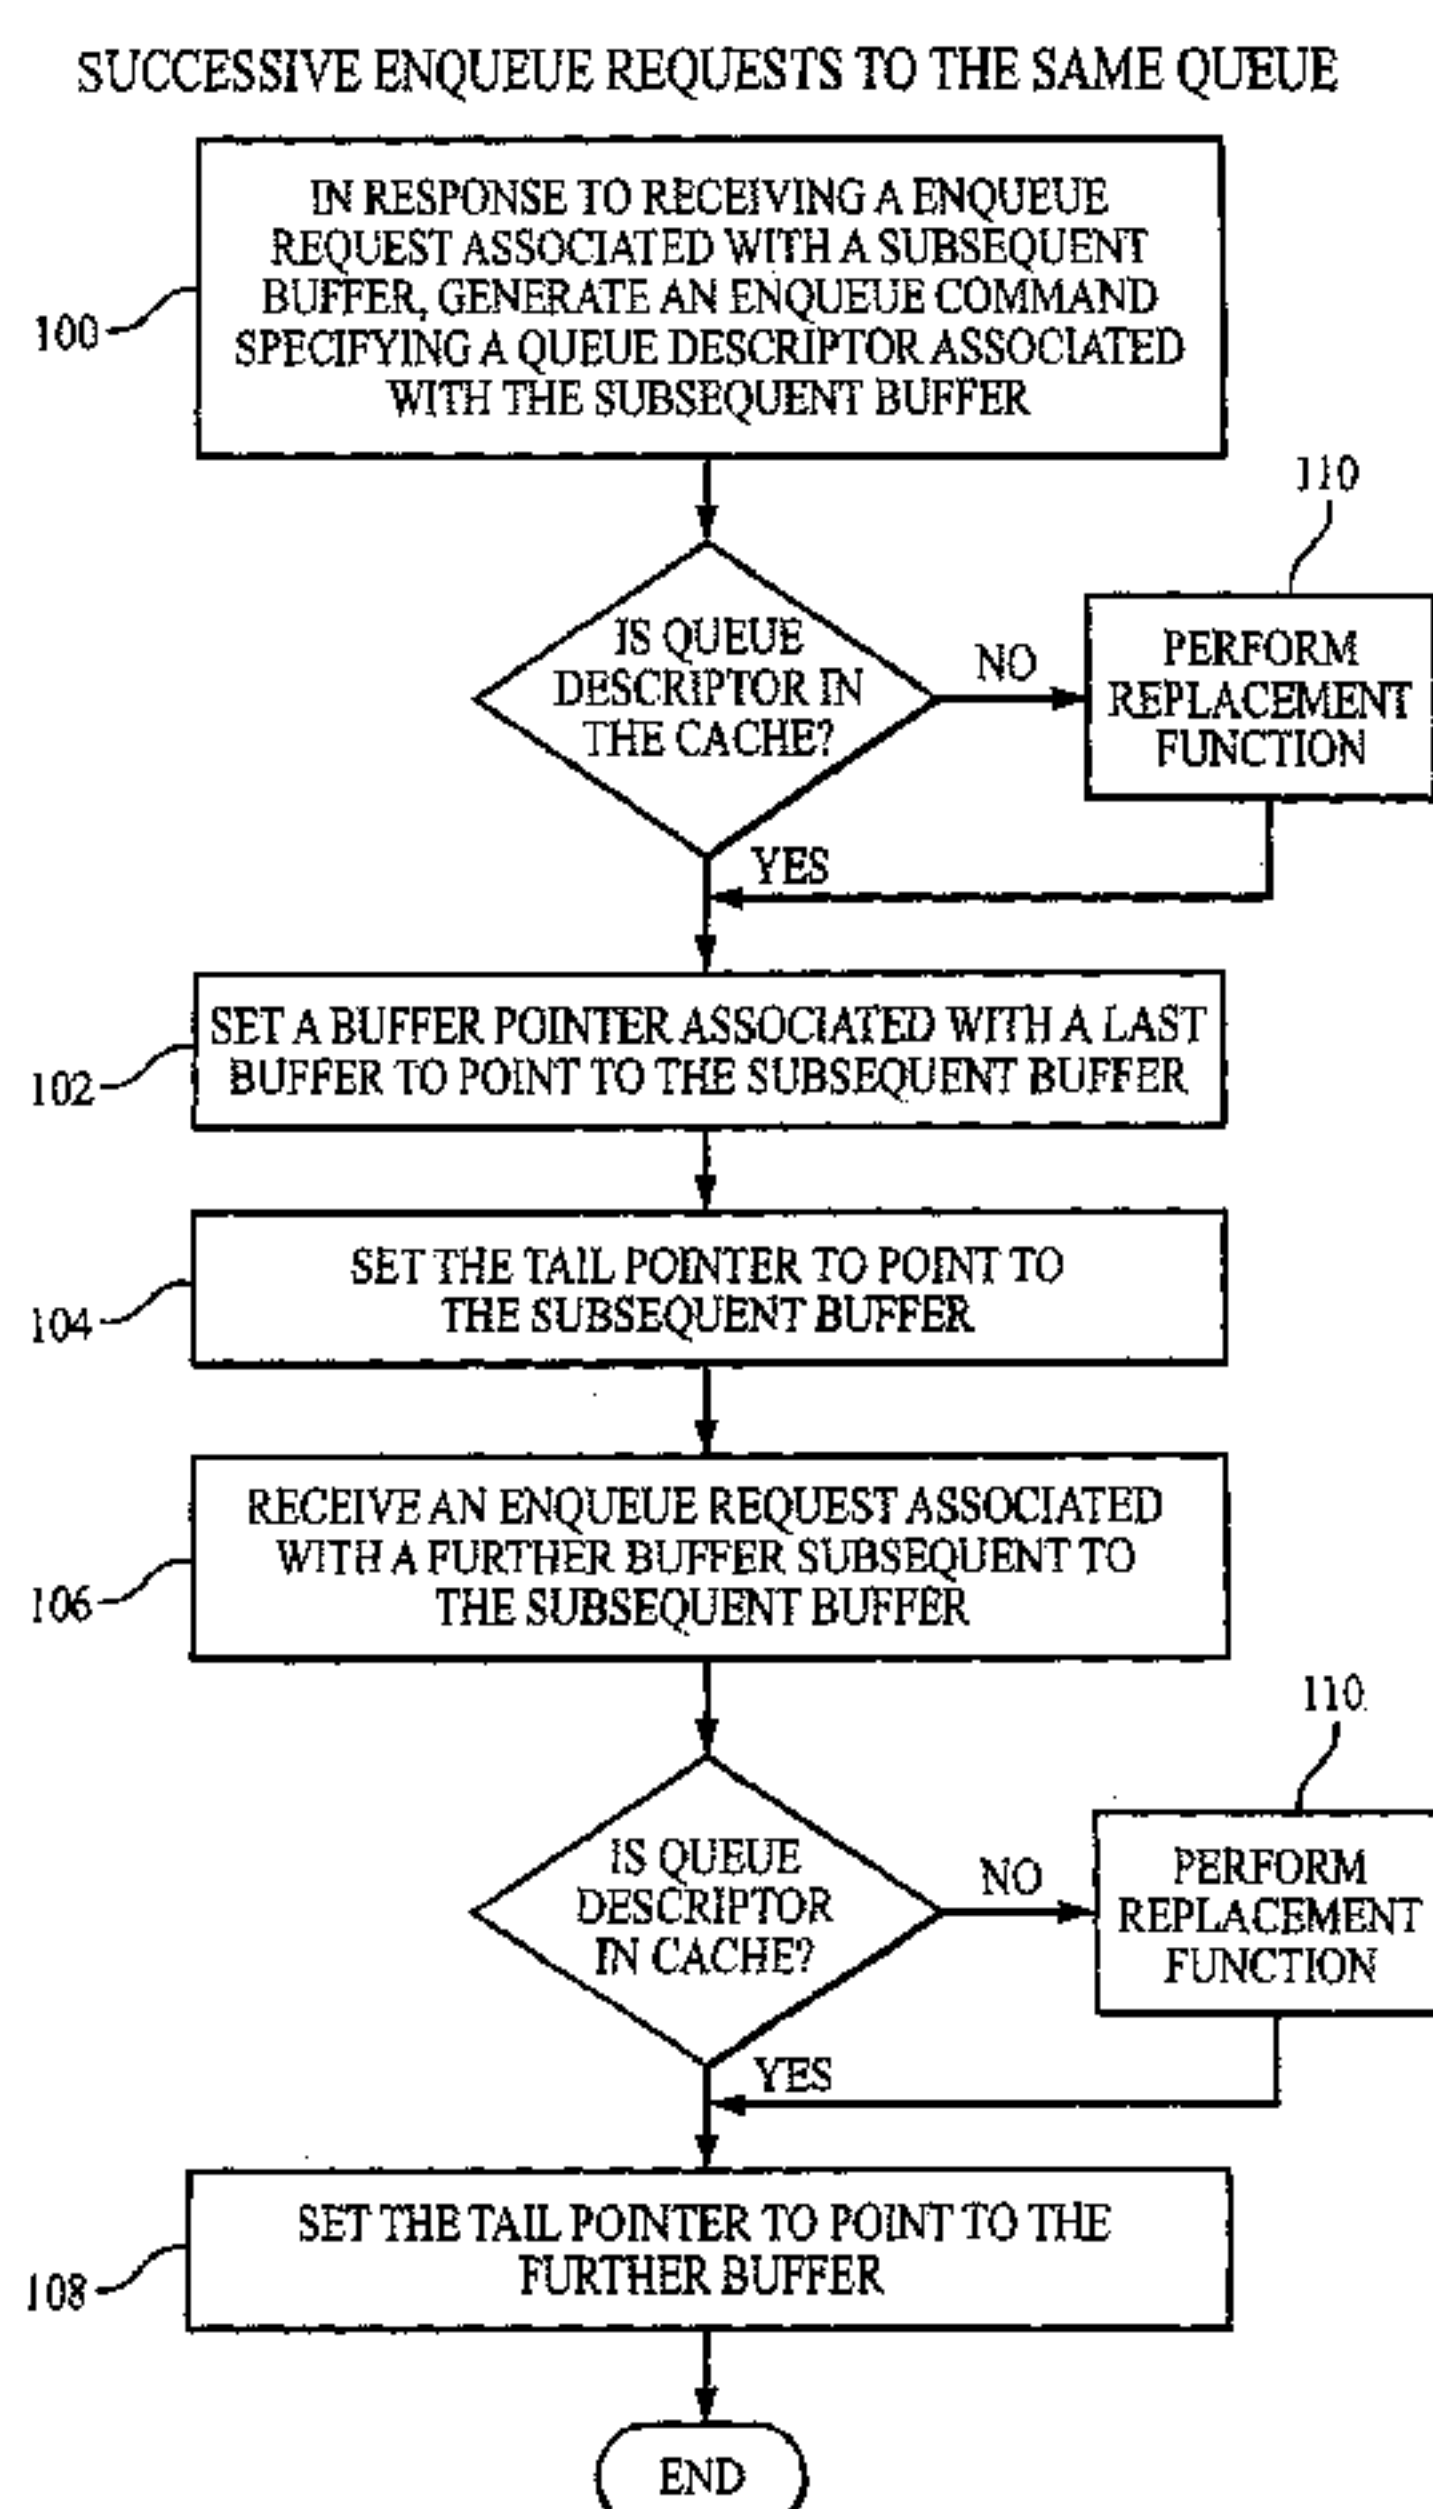 SUCCESSIVE ENQUEUE REQUESTS TO THE SAME QUEUE
IN RESPONSE TO RECEIVING A ENQUEUE
REQUEST ASSOCIATED WITH A SUBSEQUENT
BUFFER, GENERATE AN ENQUEUE COMMAND
SPECIFYING A QUEUE DESCRIPTOR ASSOCIATED
WITH THE SUBSEQUENT BUFFER
100
110
IS QUEUE
DESCRIPTOR IN
THE CACHE?
NO
PERFORM
REPLACEMENT
FUNCTION
YES
SET A BUFFER POINTER ASSOCIATED WITH A LAST
BUFFER TO POINT TO THE SUBSEQUENT BUFFER
102
SET THE TAIL POINTER TO POINT TO
THE SUBSEQUENT BUFFER
104
RECEIVE AN ENQUEUE REQUEST ASSOCIATED
WITH A FURTHER BUFFER SUBSEQUENT TO
THE SUBSEQUENT BUFFER
106
110
IS QUEUE
DESCRIPTOR
IN CACHE?
NO
PERFORM
REPLACEMENT
FUNCTION
YES
SET THE TAIL POINTER TO POINT TO THE
FURTHER BUFFER
108
END